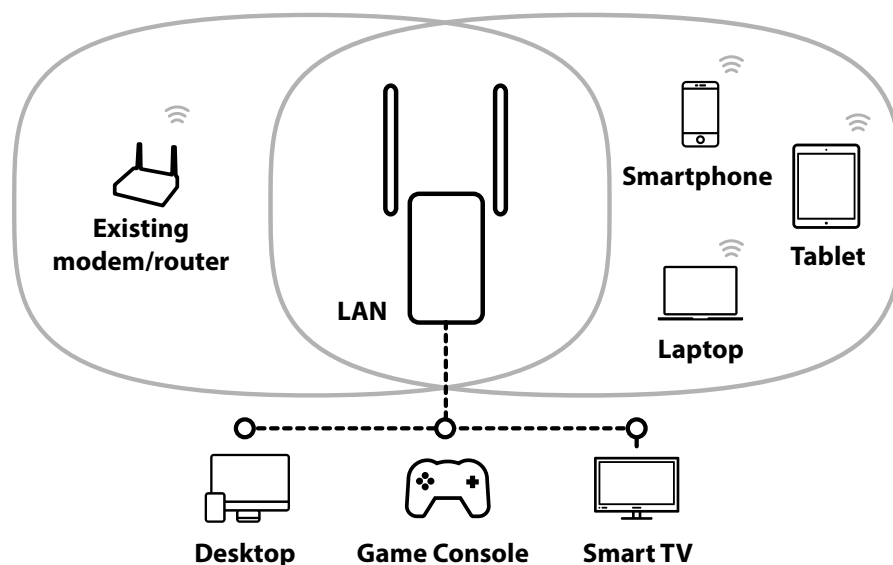 Smartphone
Existing
modem/router
Tablet
LAN
Laptop
Desktop
Game Console
Smart TV